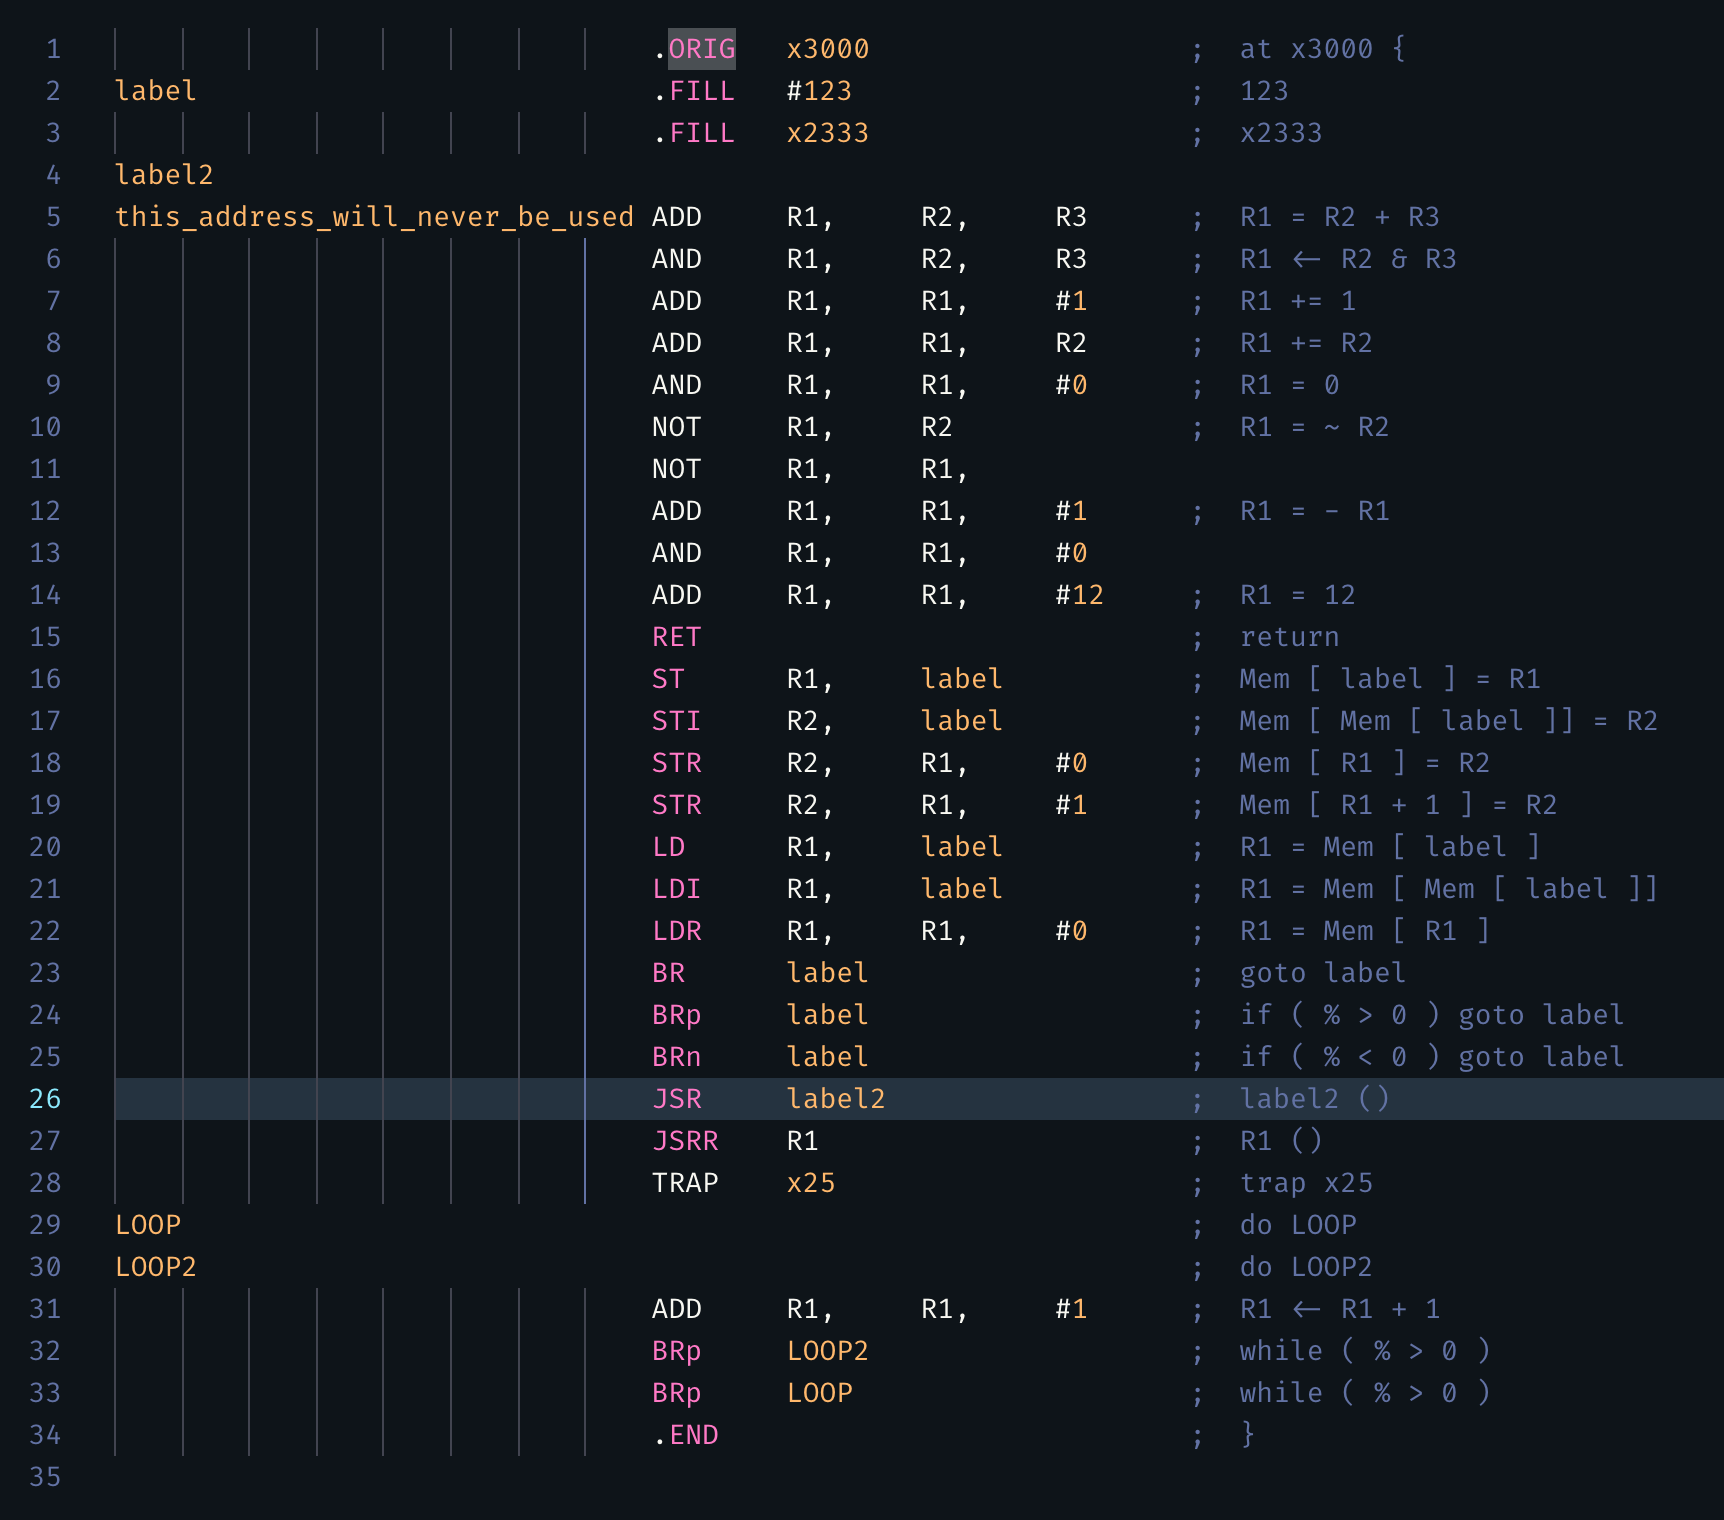 1 .ORIG x3000 ; at x3000 {
2 label .FILL #123 ; 123
3 .FILL x2333 ; x2333
4 label2
5 this_address_will_never_be_used ADD R1, R2, R3 ; R1 = R2 + R3
6 AND R1, R2, R3 ; R1 <- R2 & R3
7 ADD R1, R1, #1 ; R1 += 1
8 ADD R1, R1, R2 ; R1 += R2
9 AND R1, R1, #0 ; R1 = 0
10 NOT R1, R2 ; R1 = ~ R2
11 NOT R1, R1,
12 ADD R1, R1, #1 ; R1 = - R1
13 AND R1, R1, #0
14 ADD R1, R1, #12 ; R1 = 12
15 RET ; return
16 ST R1, label ; Mem [ label ] = R1
17 STI R2, label ; Mem [ Mem [ label ]] = R2
18 STR R2, R1, #0 ; Mem [ R1 ] = R2
19 STR R2, R1, #1 ; Mem [ R1 + 1 ] = R2
20 LD R1, label ; R1 = Mem [ label ]
21 LDI R1, label ; R1 = Mem [ Mem [ label ]]
22 LDR R1, R1, #0 ; R1 = Mem [ R1 ]
23 BR label ; goto label
24 BRp label ; if ( % > 0 ) goto label
25 BRn label ; if ( % < 0 ) goto label
26 JSR label2 ; label2 ()
27 JSRR R1 ; R1 ()
28 TRAP x25 ; trap x25
29 LOOP ; do LOOP
30 LOOP2 ; do LOOP2
31 ADD R1, R1, #1 ; R1 <- R1 + 1
32 BRp LOOP2 ; while ( % > 0 )
33 BRp LOOP ; while ( % > 0 )
34 .END ; }
35